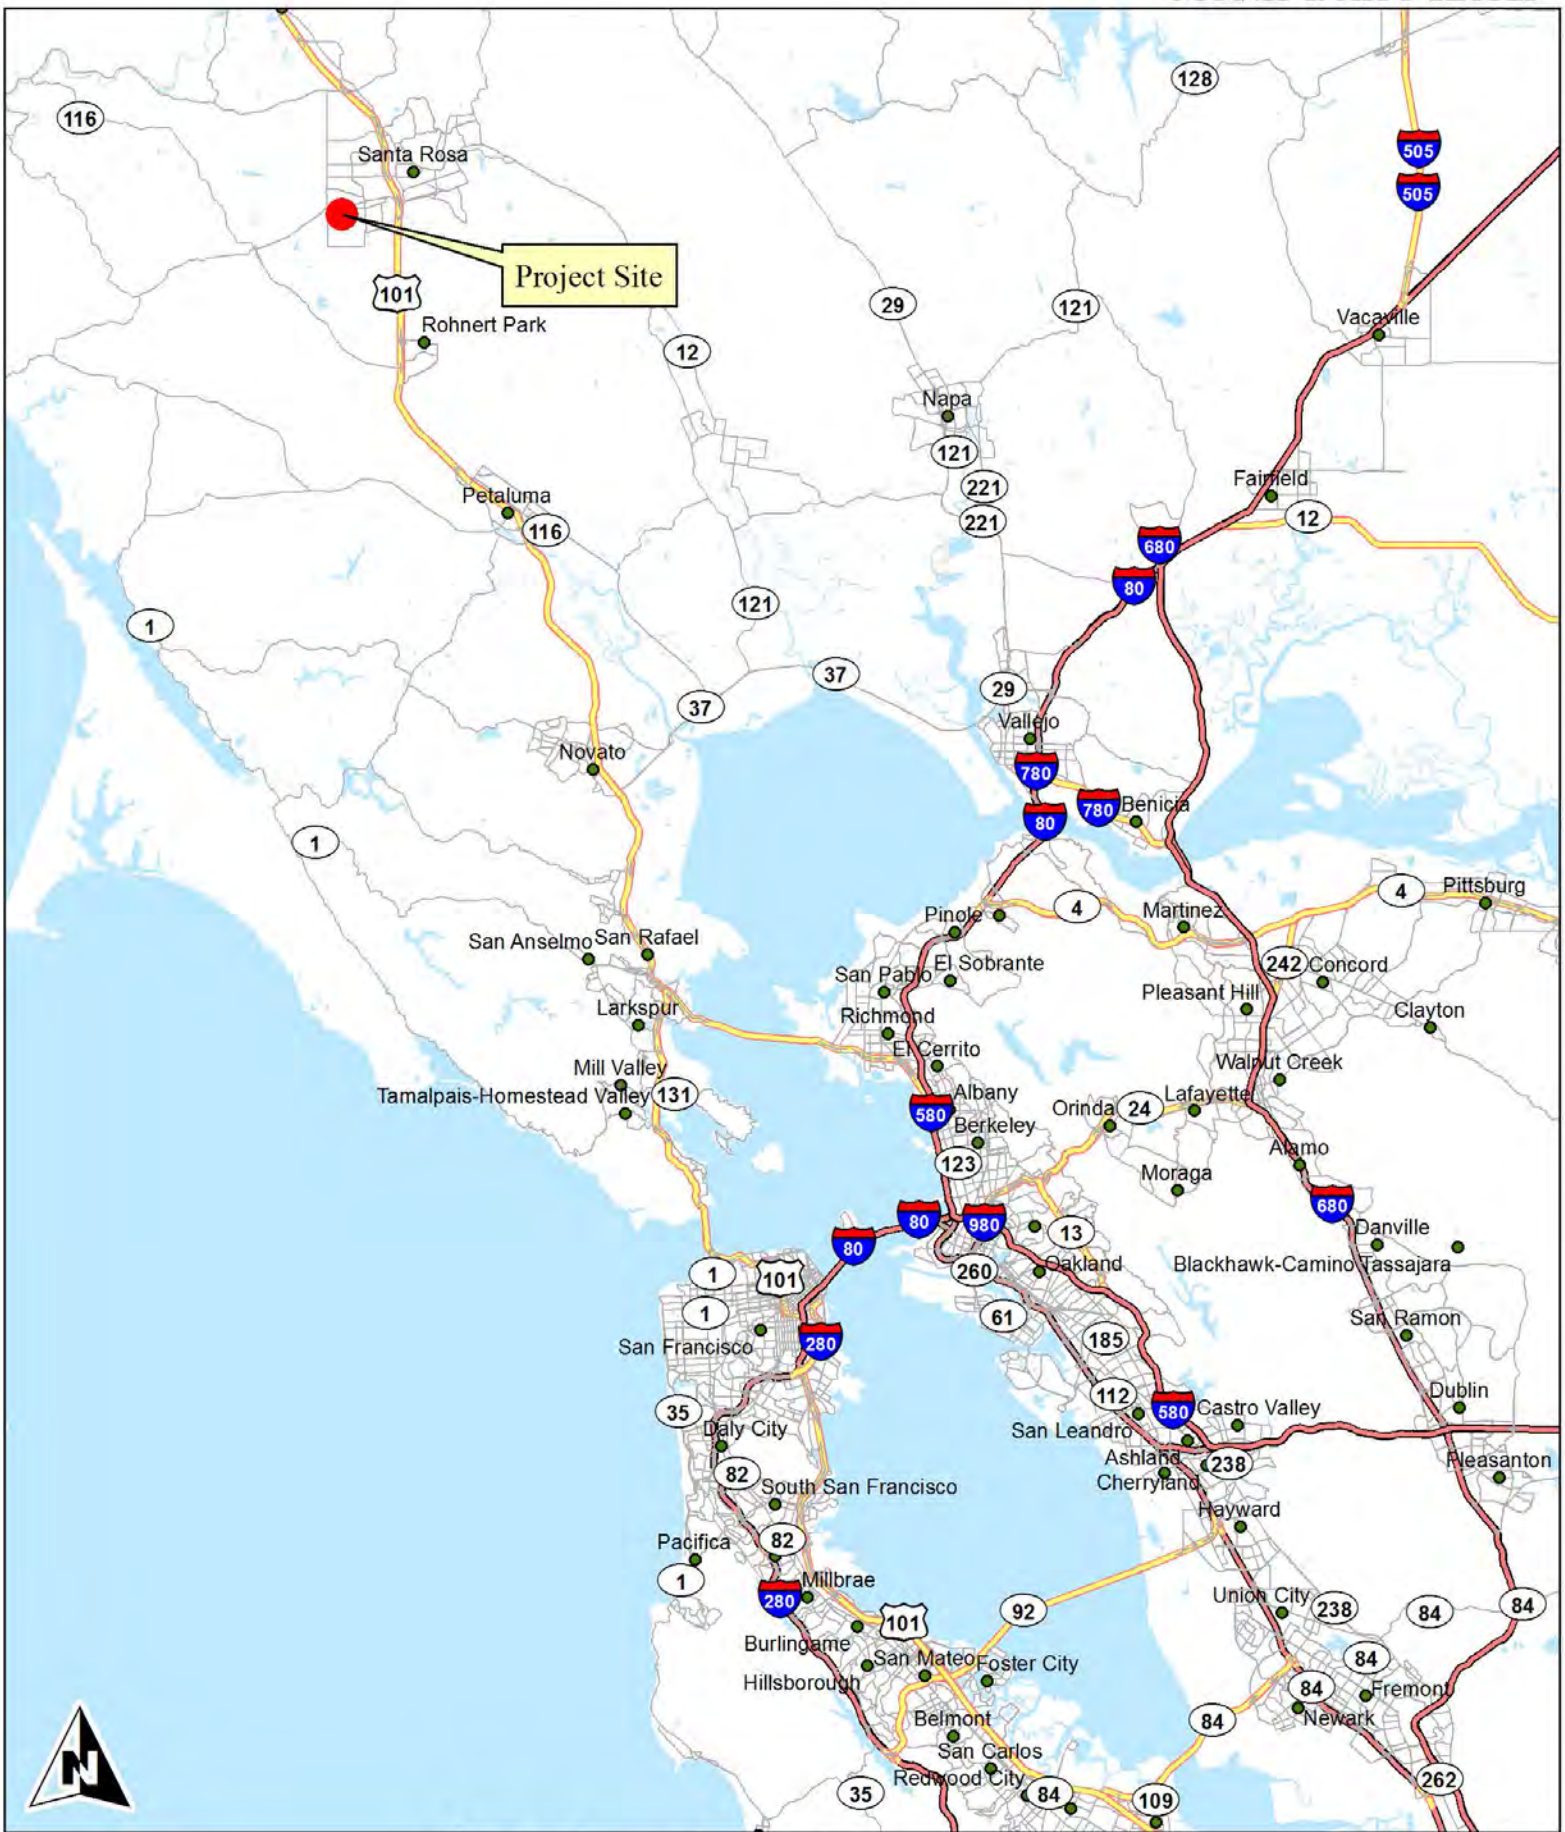 128
116
505
Santa Rosa
505
Project Site
101
29
121
Vacaville
Rohnert Park
12
Napa
121
Fairfield
221
Petaluma
12
221
116
680
80
121
1
37
29
37
Vallejo
Novato
780
Benicia
780
80
1
Pittsburg
4
4
Martinez
Pinole
San Anselmo
San Rafael
El Sobrante
242
Concord
San Pablo
Pleasant Hill
Larkspur
Richmond
Clayton
El Cerrito
Walnut Creek
Mill Valley
Tamalpais-Homestead Valley
131
Albany
580
Orinda
24
Lafayette
Berkeley
123
Alamo
Moraga
680
80
980
Danville
13
80
1
101
260
Oakland
Blackhawk-Camino Tassajara
1
61
San Ramon
San Francisco
280
185
112
Dublin
35
580
Castro Valley
Daly City
San Leandro
Ashland
238
Pleasanton
82
Cherryland
South San Francisco
Hayward
Pacifica
82
1
Millbrae
280
92
Union City
238
84
84
101
Burlingame
San Mateo
Foster City
84
Hillsborough
84
Fremont
Belmont
84
Newark
San Carlos
Redwood City
262
N
35
84
109